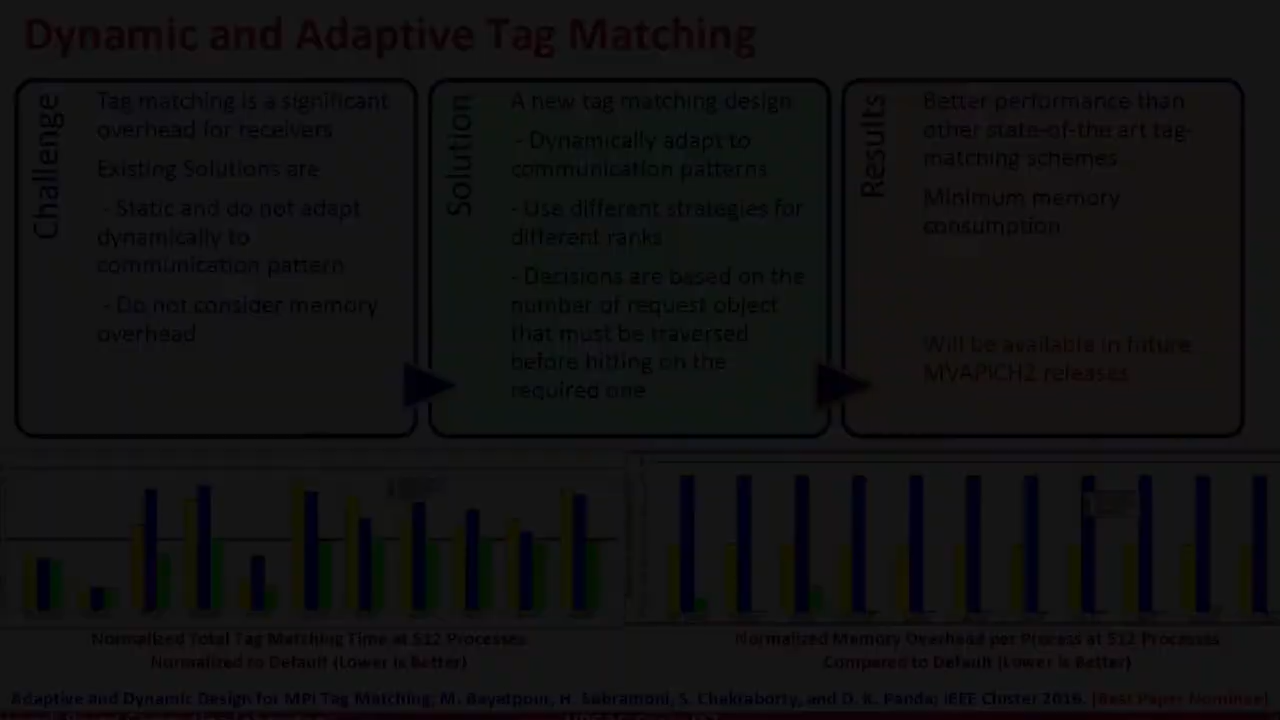 Dynamic and Adaptive Tag Matching
Challenge
Tag matching is a significant
overhead for receivers
Existing Solutions are
- Static and do not adapt
dynamically to
communication pattern
- Do not consider memory
overhead
Solution
A new tag matching design
- Dynamically adapt to
communication patterns
- Use different strategies for
different ranks
- Decisions are based on the
number of request object
that must be traversed
before hitting on the
required one
Results
Better performance than
other state-of-the art tag-
matching schemes
Minimum memory
consumption
Will be available in future
MVAPICH2 releases
Normalized Total Tag Matching Time at 512 Processes
Normalized to Default (Lower is Better)
Normalized Memory Overhead per Process at 512 Processes
Compared to Default (Lower is Better)
Adaptive and Dynamic Design for MPI Tag Matching; M. Bayatpour, H. Subramoni, S. Chakraborty, and D. K. Panda; IEEE Cluster 2016. [Best Paper Nominee]